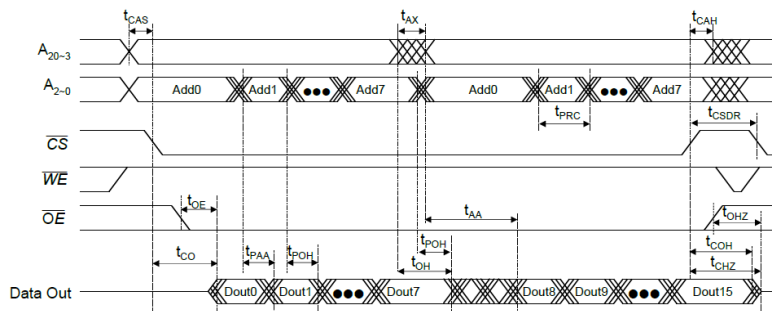 tCAS tAX tCAH
A20~3
A2~0 Add0 Add1 ●●● Add7 Add0 Add1 ●●● Add7
tPRC tCSDR
CS
WE
OE tOE tAA tOHZ
tCO tPAA tPOH tPOH tCOH
tOH tCHZ
Data Out Dout0 Dout1 ●●● Dout7 Dout8 Dout9 ●●● Dout15